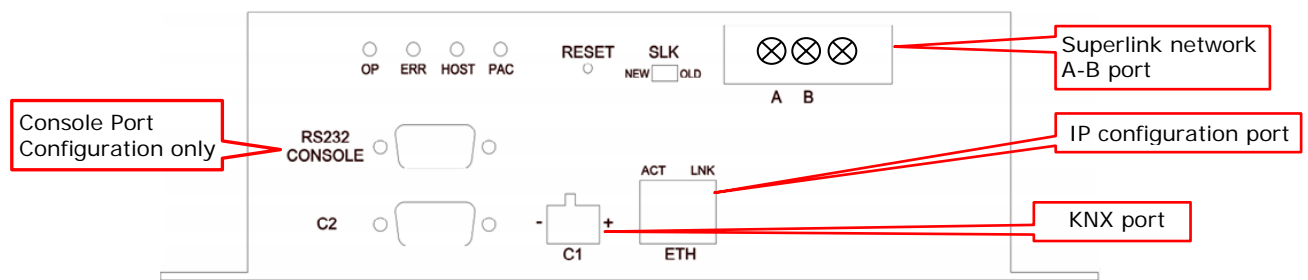 OP ERR HOST PAC
RESET
SLK
NEW OLD
A B
Superlink network
A-B port
Console Port
Configuration only
RS232
CONSOLE
IP configuration port
ACT LNK
C2
- +
C1
ETH
KNX port